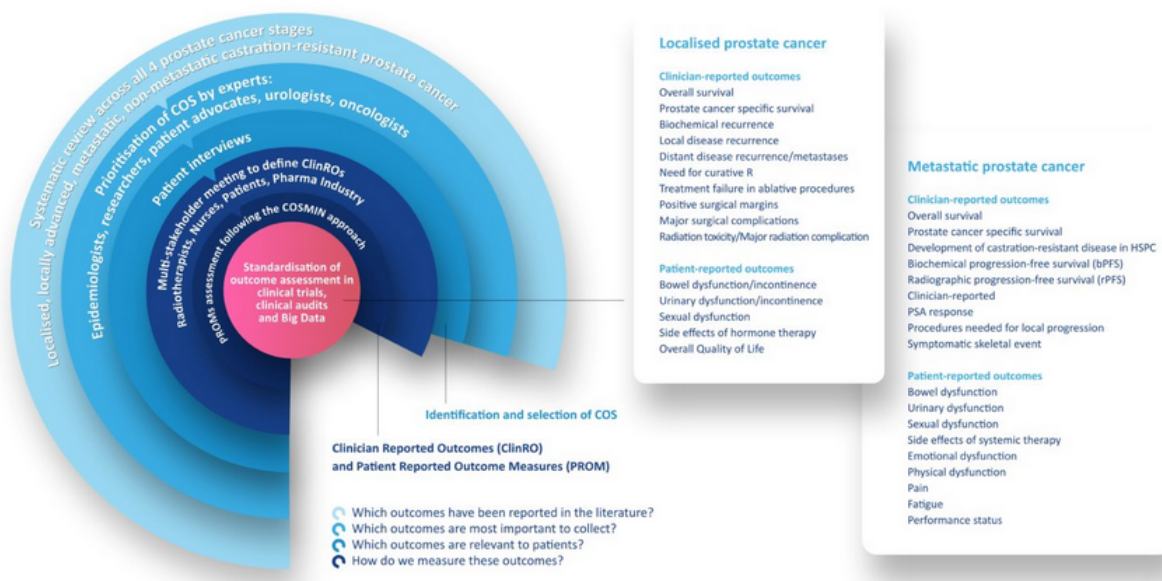 Systematic review across all 4 prostate cancer stages
Localised, locally advanced, metastatic, non-metastatic castration-resistant prostate cancer
Prioritisation of COS by experts:
Epidemiologists, researchers, patient advocates, urologists, oncologists
Patient interviews
Multi-stakeholder meeting to define ClinROs
Radiotherapists, Nurses, Patients, Pharma Industry
PROMs assessment following the COSMIN approach
Standardisation of
outcome assessment in
clinical trials,
clinical audits
and Big Data
Identification and selection of COS
Clinician Reported Outcomes (ClinRO)
and Patient Reported Outcome Measures (PROM)
Which outcomes have been reported in the literature?
Which outcomes are most important to collect?
Which outcomes are relevant to patients?
How do we measure these outcomes?
Localised prostate cancer
Clinician-reported outcomes
Overall survival
Prostate cancer specific survival
Biochemical recurrence
Local disease recurrence
Distant disease recurrence/metastases
Need for curative R
Treatment failure in ablative procedures
Positive surgical margins
Major surgical complications
Radiation toxicity/Major radiation complication
Patient-reported outcomes
Bowel dysfunction/incontinence
Urinary dysfunction/incontinence
Sexual dysfunction
Side effects of hormone therapy
Overall Quality of Life
Metastatic prostate cancer
Clinician-reported outcomes
Overall survival
Prostate cancer specific survival
Development of castration-resistant disease in HSPC
Biochemical progression-free survival (bPFS)
Radiographic progression-free survival (rPFS)
Clinician-reported
PSA response
Procedures needed for local progression
Symptomatic skeletal event
Patient-reported outcomes
Bowel dysfunction
Urinary dysfunction
Sexual dysfunction
Side effects of systemic therapy
Emotional dysfunction
Physical dysfunction
Pain
Fatigue
Performance status